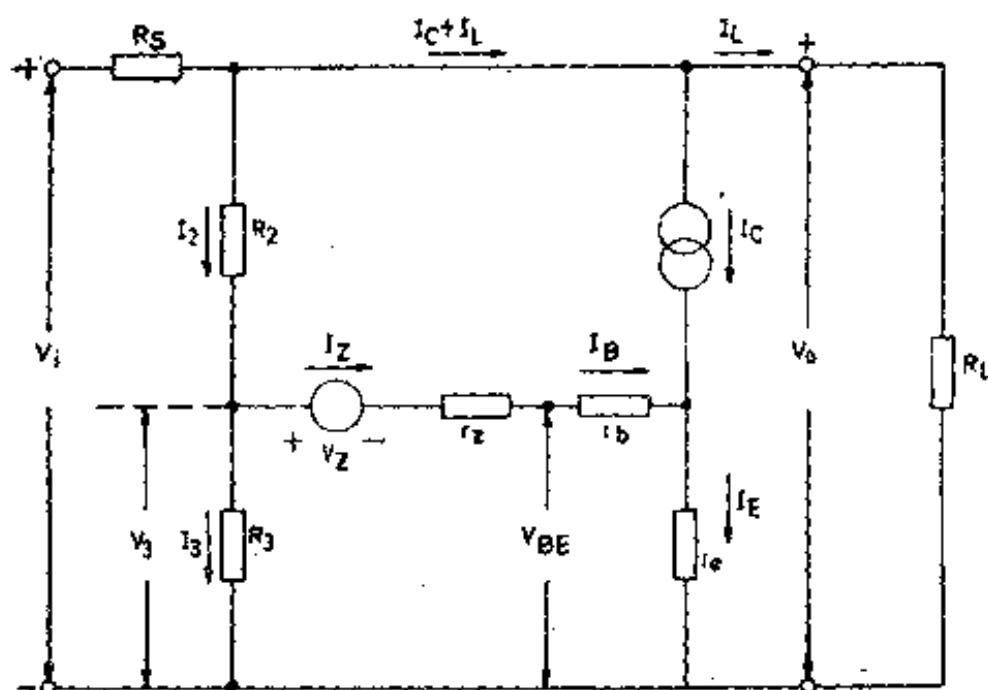 RS
IC+IL
IL
+
+
I2
R2
IC
Vi
IZ
IB
Vo
RL
+ VZ −
rz
rb
V3
I3
R3
VBE
IE
re
−